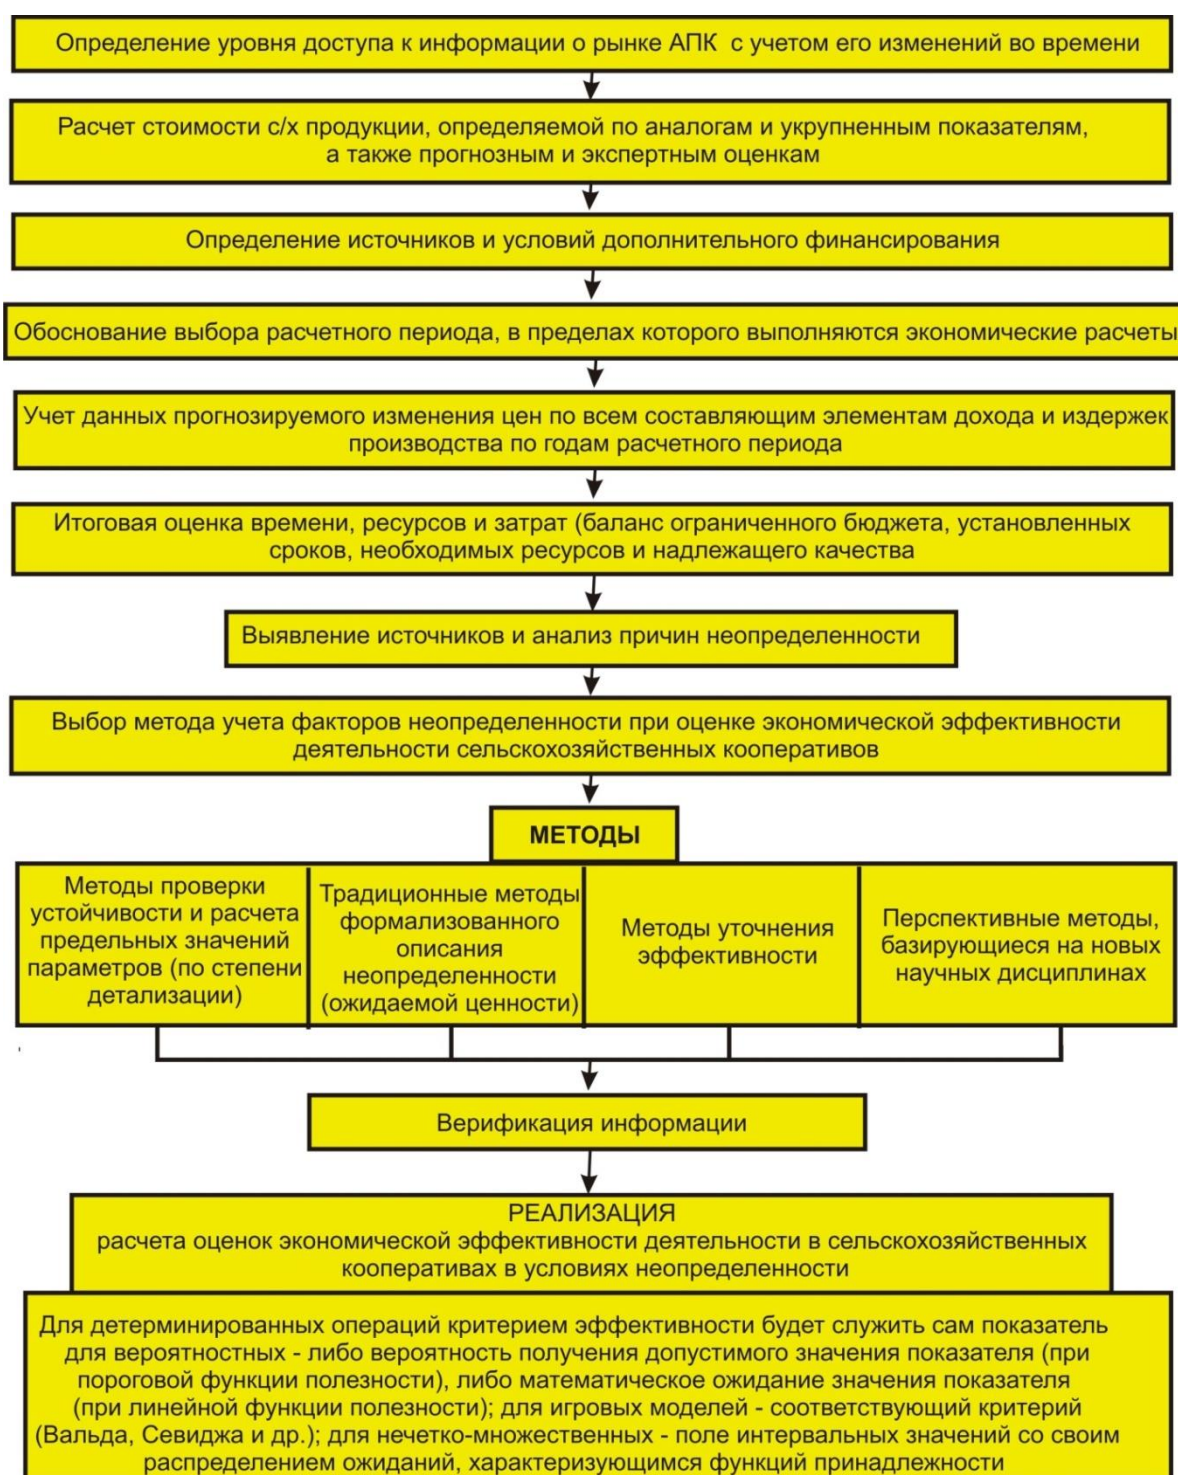 Определение уровня доступа к информации о рынке АПК с учетом его изменений во времени
Расчет стоимости с/х продукции, определяемой по аналогам и укрупненным показателям,
а также прогнозным и экспертным оценкам
Определение источников и условий дополнительного финансирования
Обоснование выбора расчетного периода, в пределах которого выполняются экономические расчеты
Учет данных прогнозируемого изменения цен по всем составляющим элементам дохода и издержек
производства по годам расчетного периода
Итоговая оценка времени, ресурсов и затрат (баланс ограниченного бюджета, установленных
сроков, необходимых ресурсов и надлежащего качества
Выявление источников и анализ причин неопределенности
Выбор метода учета факторов неопределенности при оценке экономической эффективности
деятельности сельскохозяйственных кооперативов
МЕТОДЫ
Методы проверки
устойчивости и расчета
предельных значений
параметров (по степени
детализации)
Традиционные методы
формализованного
описания
неопределенности
(ожидаемой ценности)
Методы уточнения
эффективности
Перспективные методы,
базирующиеся на новых
научных дисциплинах
Верификация информации
РЕАЛИЗАЦИЯ
расчета оценок экономической эффективности деятельности в сельскохозяйственных
кооперативах в условиях неопределенности
Для детерминированных операций критерием эффективности будет служить сам показатель
для вероятностных - либо вероятность получения допустимого значения показателя (при
пороговой функции полезности), либо математическое ожидание значения показателя
(при линейной функции полезности); для игровых моделей - соответствующий критерий
(Вальда, Севиджа и др.); для нечетко-множественных - поле интервальных значений со своим
распределением ожиданий, характеризующимся функций принадлежности